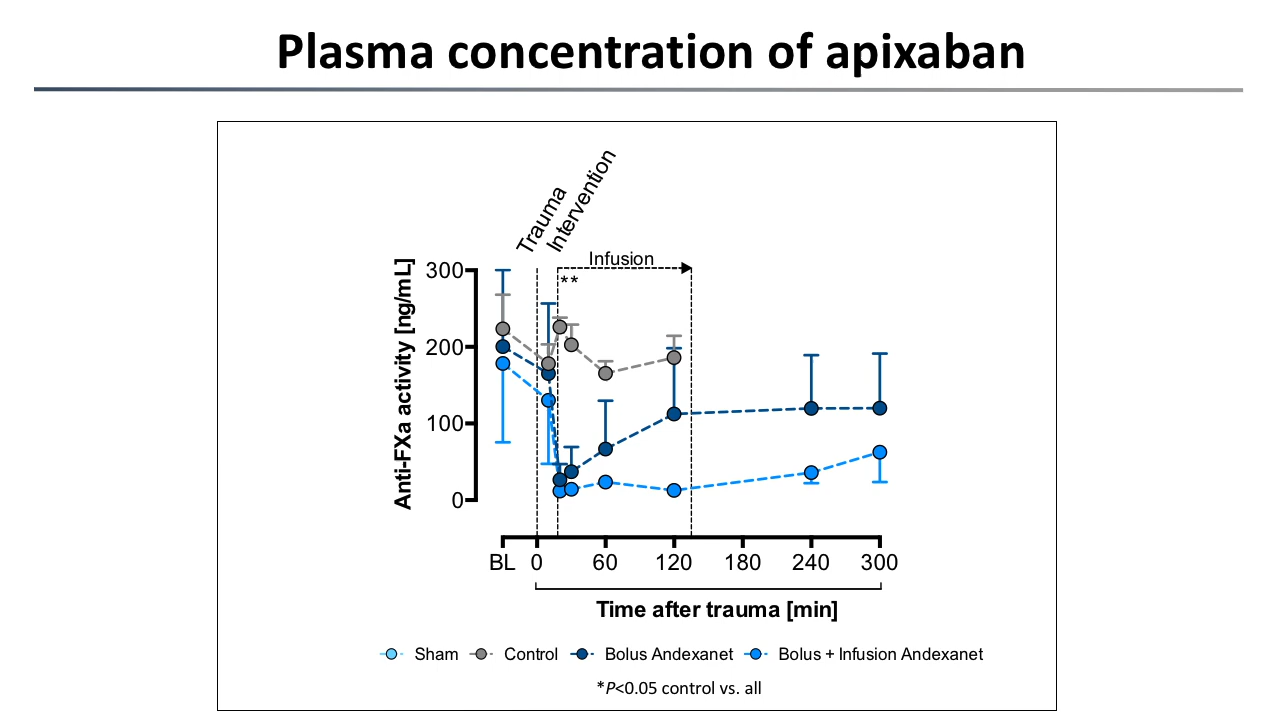 Plasma concentration of apixaban
Trauma
Intervention
Infusion
**
Anti-FXa activity [ng/mL]
300
200
100
0
BL 0 60 120 180 240 300
Time after trauma [min]
Sham Control Bolus Andexanet Bolus + Infusion Andexanet
*P<0.05 control vs. all